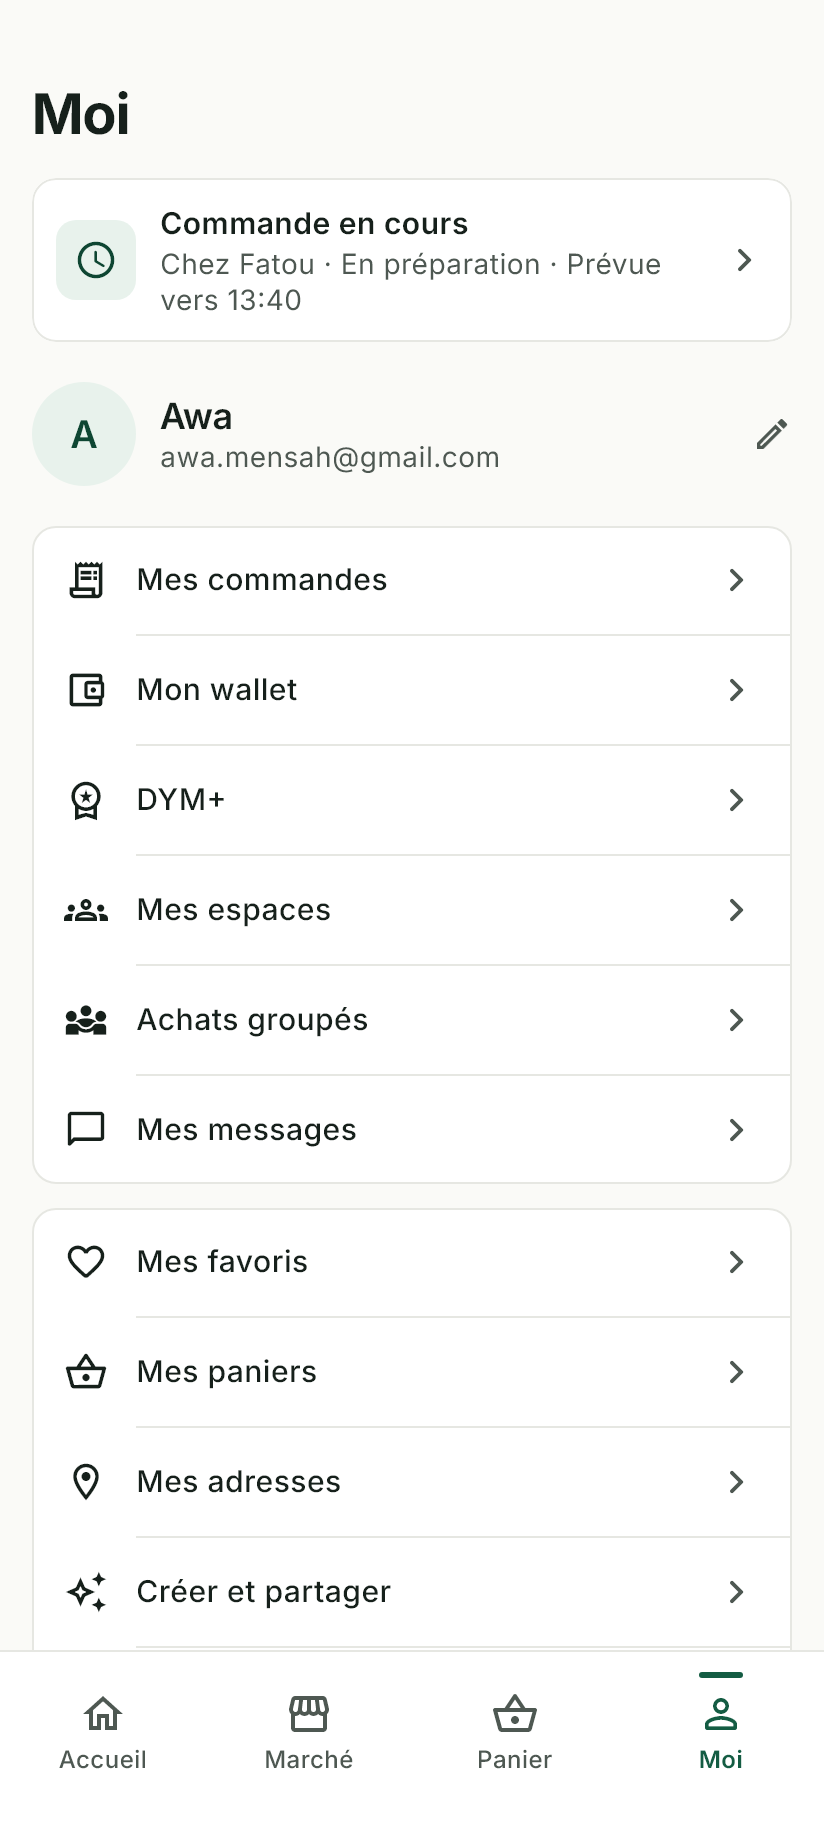 Moi
Commande en cours
Chez Fatou · En préparation · Prévue
vers 13:40
A
Awa
awa.mensah@gmail.com
Mes commandes
Mon wallet
DYM+
Mes espaces
Achats groupés
Mes messages
Mes favoris
Mes paniers
Mes adresses
Créer et partager
Accueil
Marché
Panier
Moi